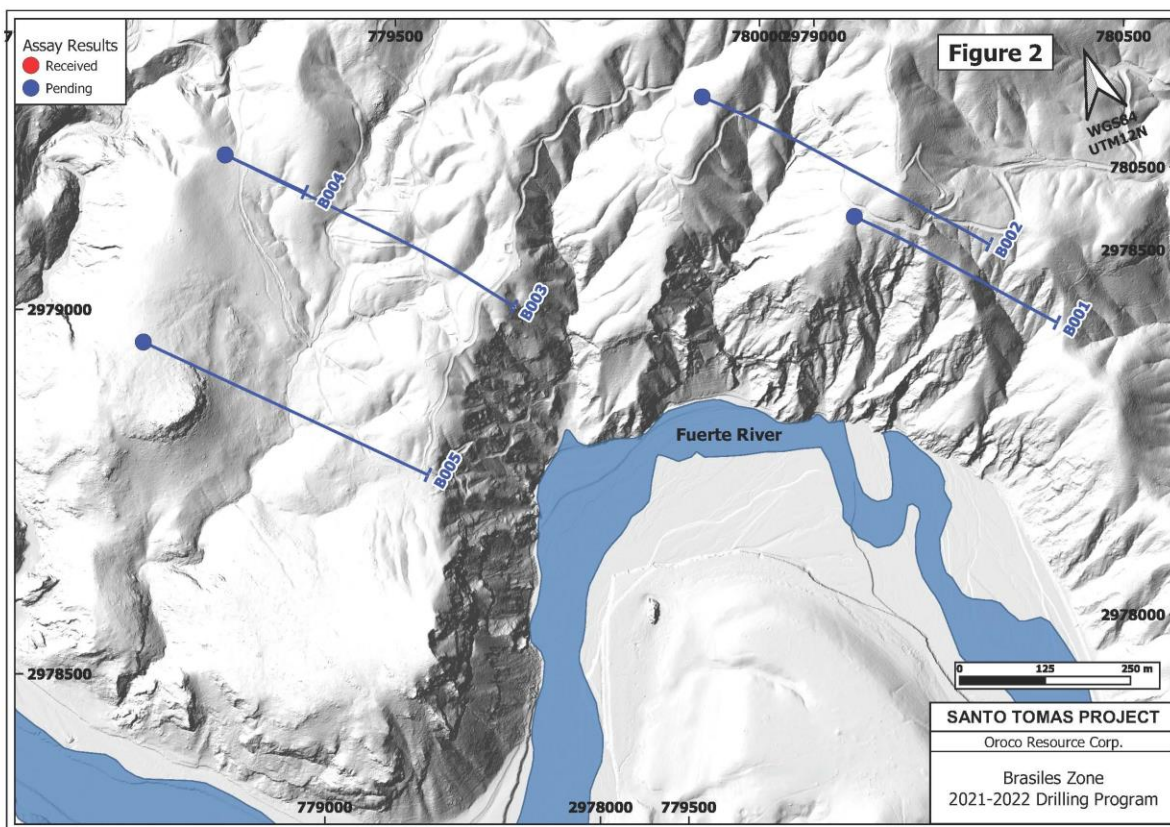 7
779500
780000
2979000
780500
Assay Results
Received
Pending
Figure 2
WGS84
UTM12N
780500
B004
B002
2978500
B003
B001
2979000
Fuerte River
B005
2978000
2978500
0 125 250 m
SANTO TOMAS PROJECT
Oroco Resource Corp.
Brasiles Zone
2021-2022 Drilling Program
779000
2978000
779500